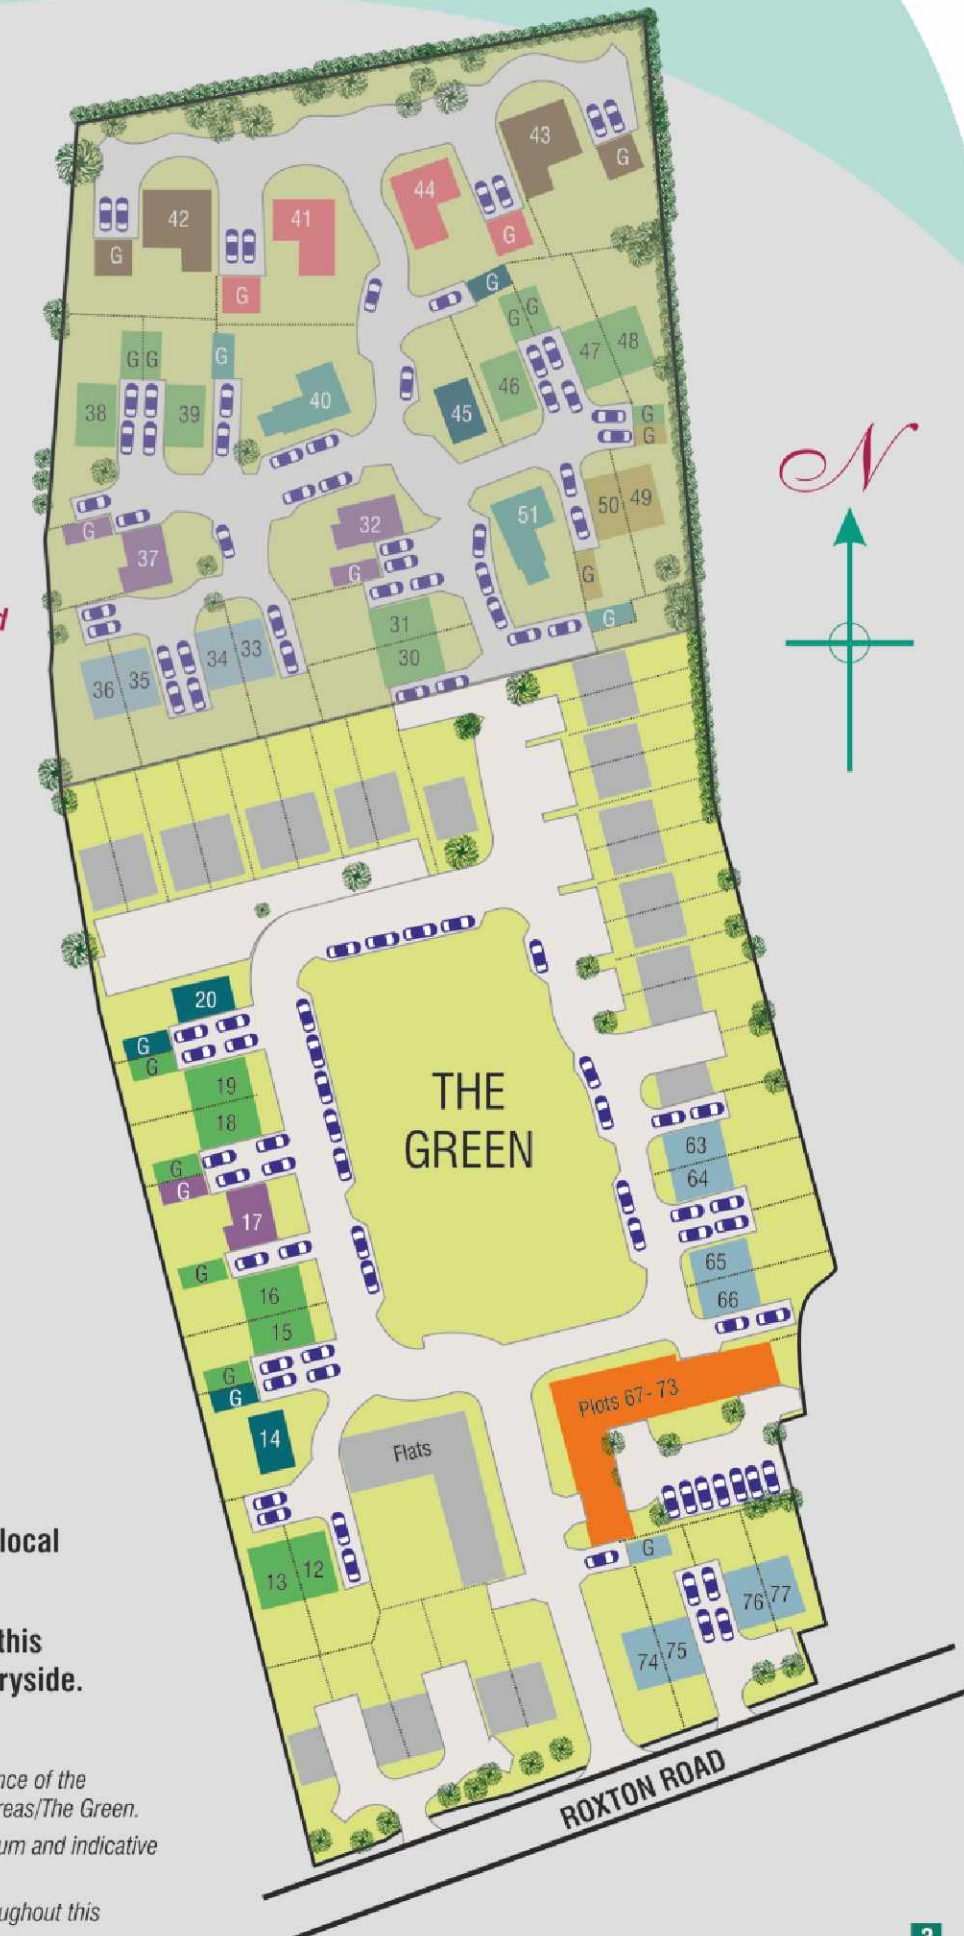 43
G
44
42
41
G
G
G
G
G
G G
48
47
G G
G
46
40
38
39
45
G
G
49
50
51
32
G
37
G
G
G
31
33
34
30
35
36
N
d
20
G
G
19
18
G
G
17
G
16
15
G
G
14
THE
GREEN
63
64
65
66
Plots 67- 73
Flats
13
12
G
76
77
74
75
local
this
ryside.
nce of the
reas/The Green.
um and indicative
ughout this
ROXTON ROAD